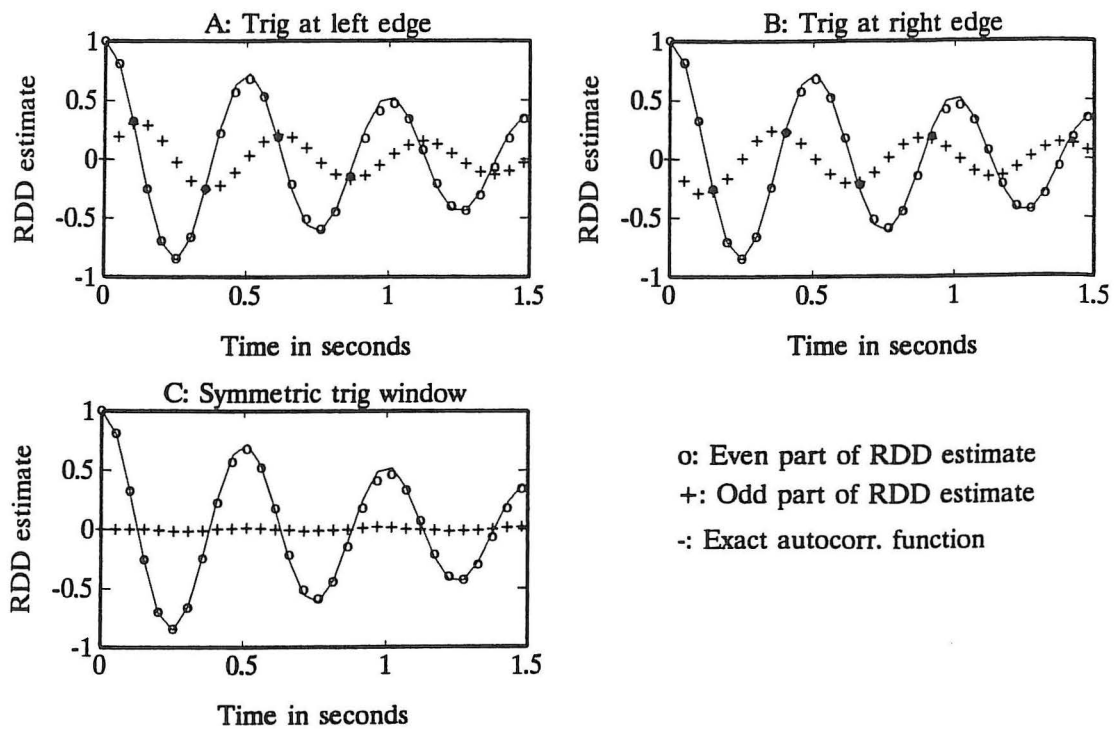 A: Trig at left edge
1
0.5
0
-0.5
-1
RDD estimate
0
0.5
1
1.5
Time in seconds
B: Trig at right edge
1
0.5
0
-0.5
-1
RDD estimate
0
0.5
1
1.5
Time in seconds
C: Symmetric trig window
1
0.5
0
-0.5
-1
RDD estimate
0
0.5
1
1.5
Time in seconds
o: Even part of RDD estimate
+: Odd part of RDD estimate
-: Exact autocorr. function